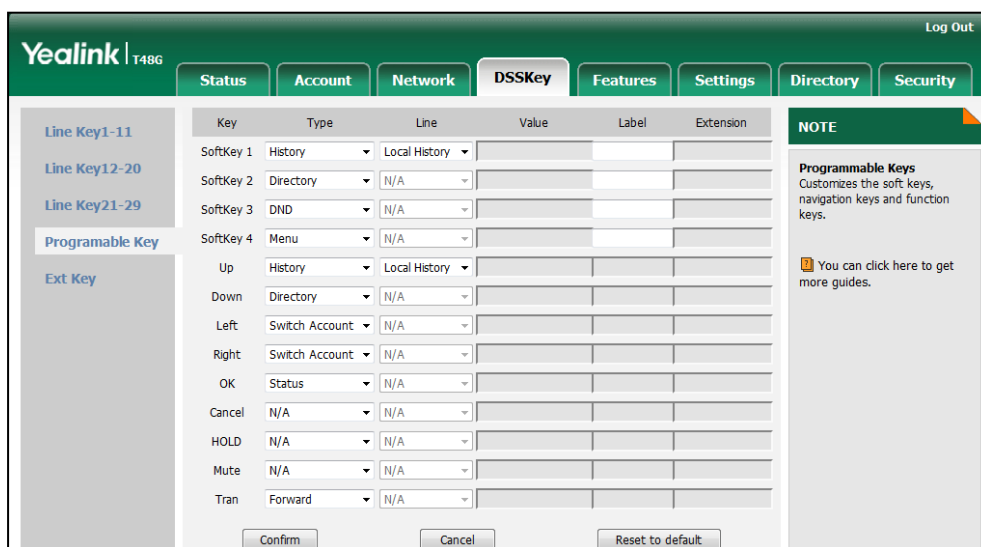 Log Out
Yealink | T48G
Status Account Network DSSKey Features Settings Directory Security
Line Key1-11
Line Key12-20
Line Key21-29
Programable Key
Ext Key
Key Type Line Value Label Extension
SoftKey 1 History Local History
SoftKey 2 Directory N/A
SoftKey 3 DND N/A
SoftKey 4 Menu N/A
Up History Local History
Down Directory N/A
Left Switch Account N/A
Right Switch Account N/A
OK Status N/A
Cancel N/A N/A
HOLD N/A N/A
Mute N/A N/A
Tran Forward N/A
Confirm Cancel Reset to default
NOTE
Programmable Keys
Customizes the soft keys,
navigation keys and function
keys.
? You can click here to get
more guides.